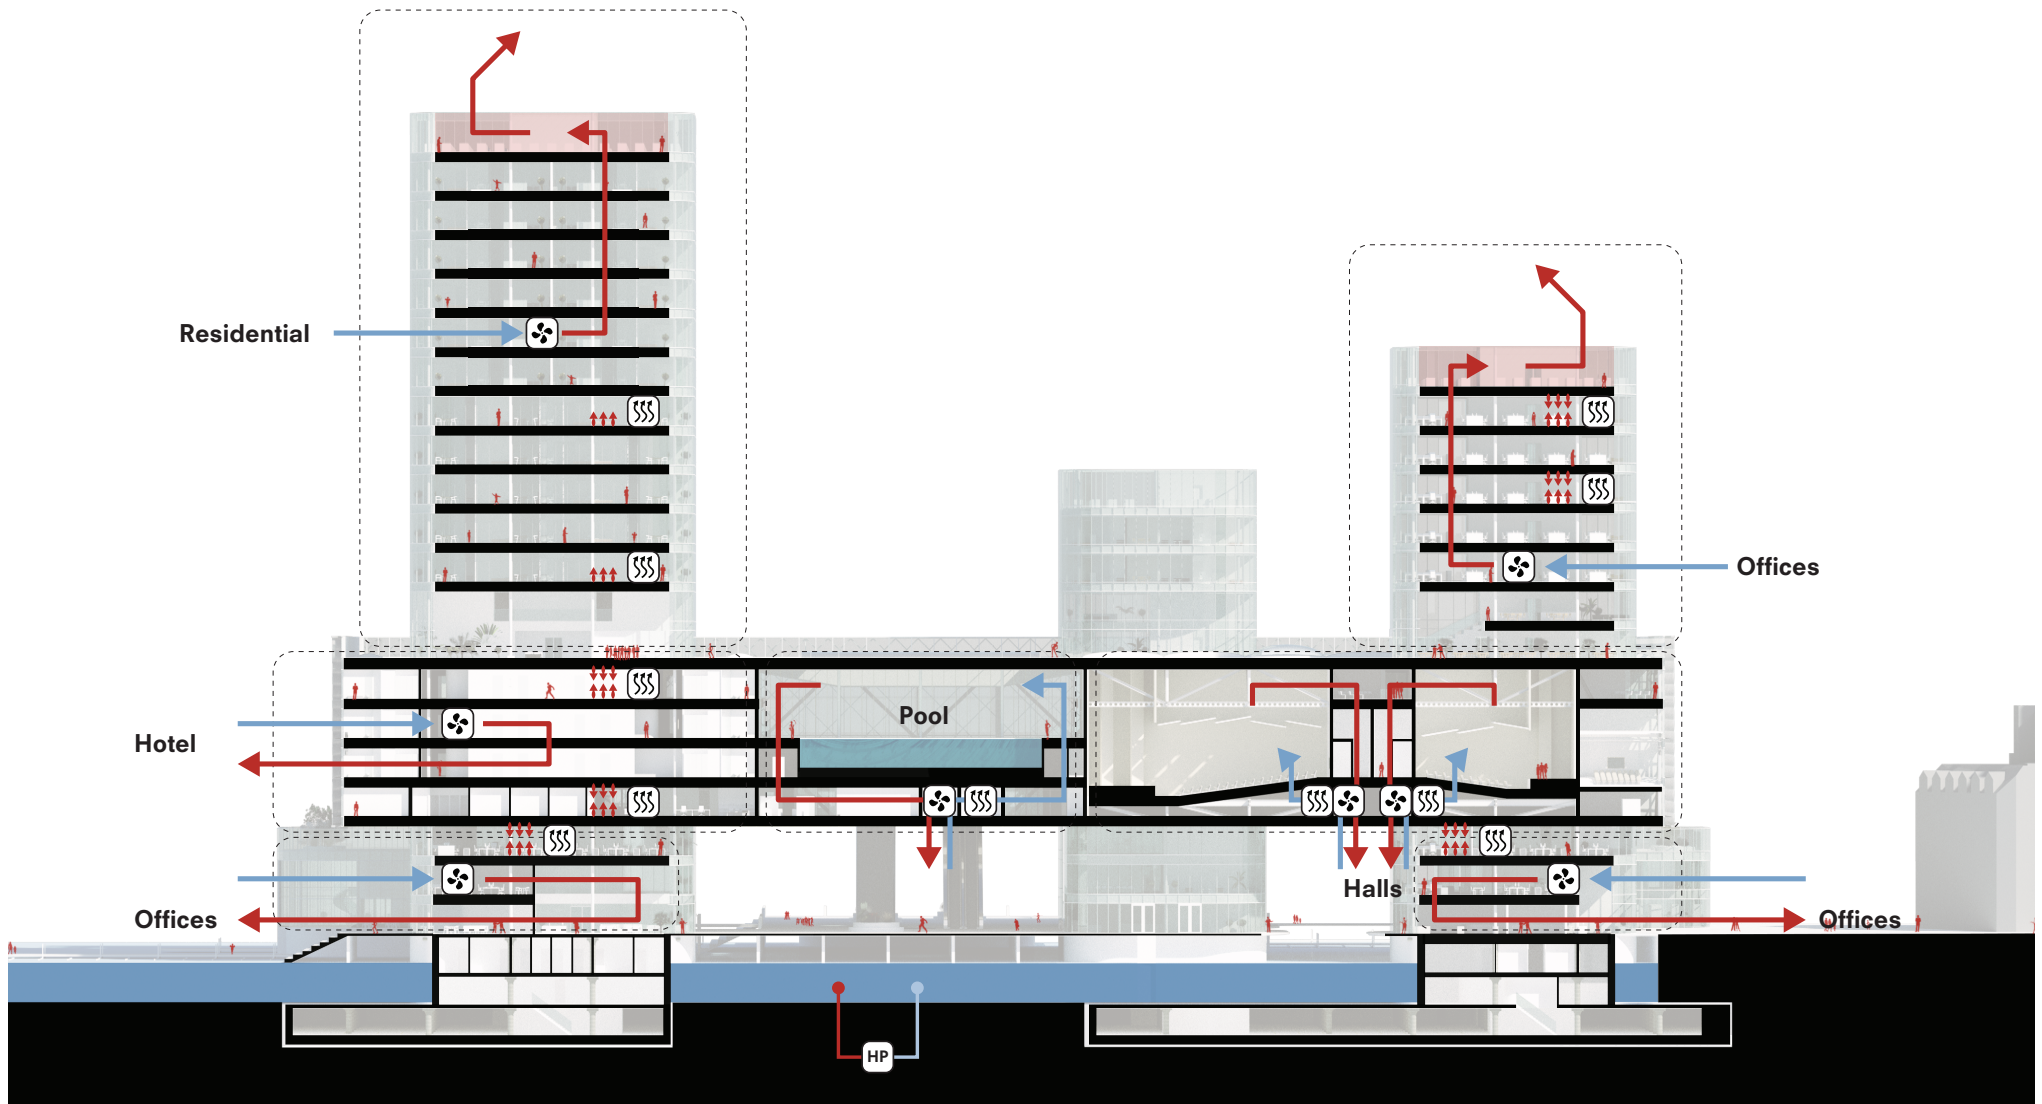 Residential
Offices
Pool
Hotel
Halls
Offices
Offices
HP